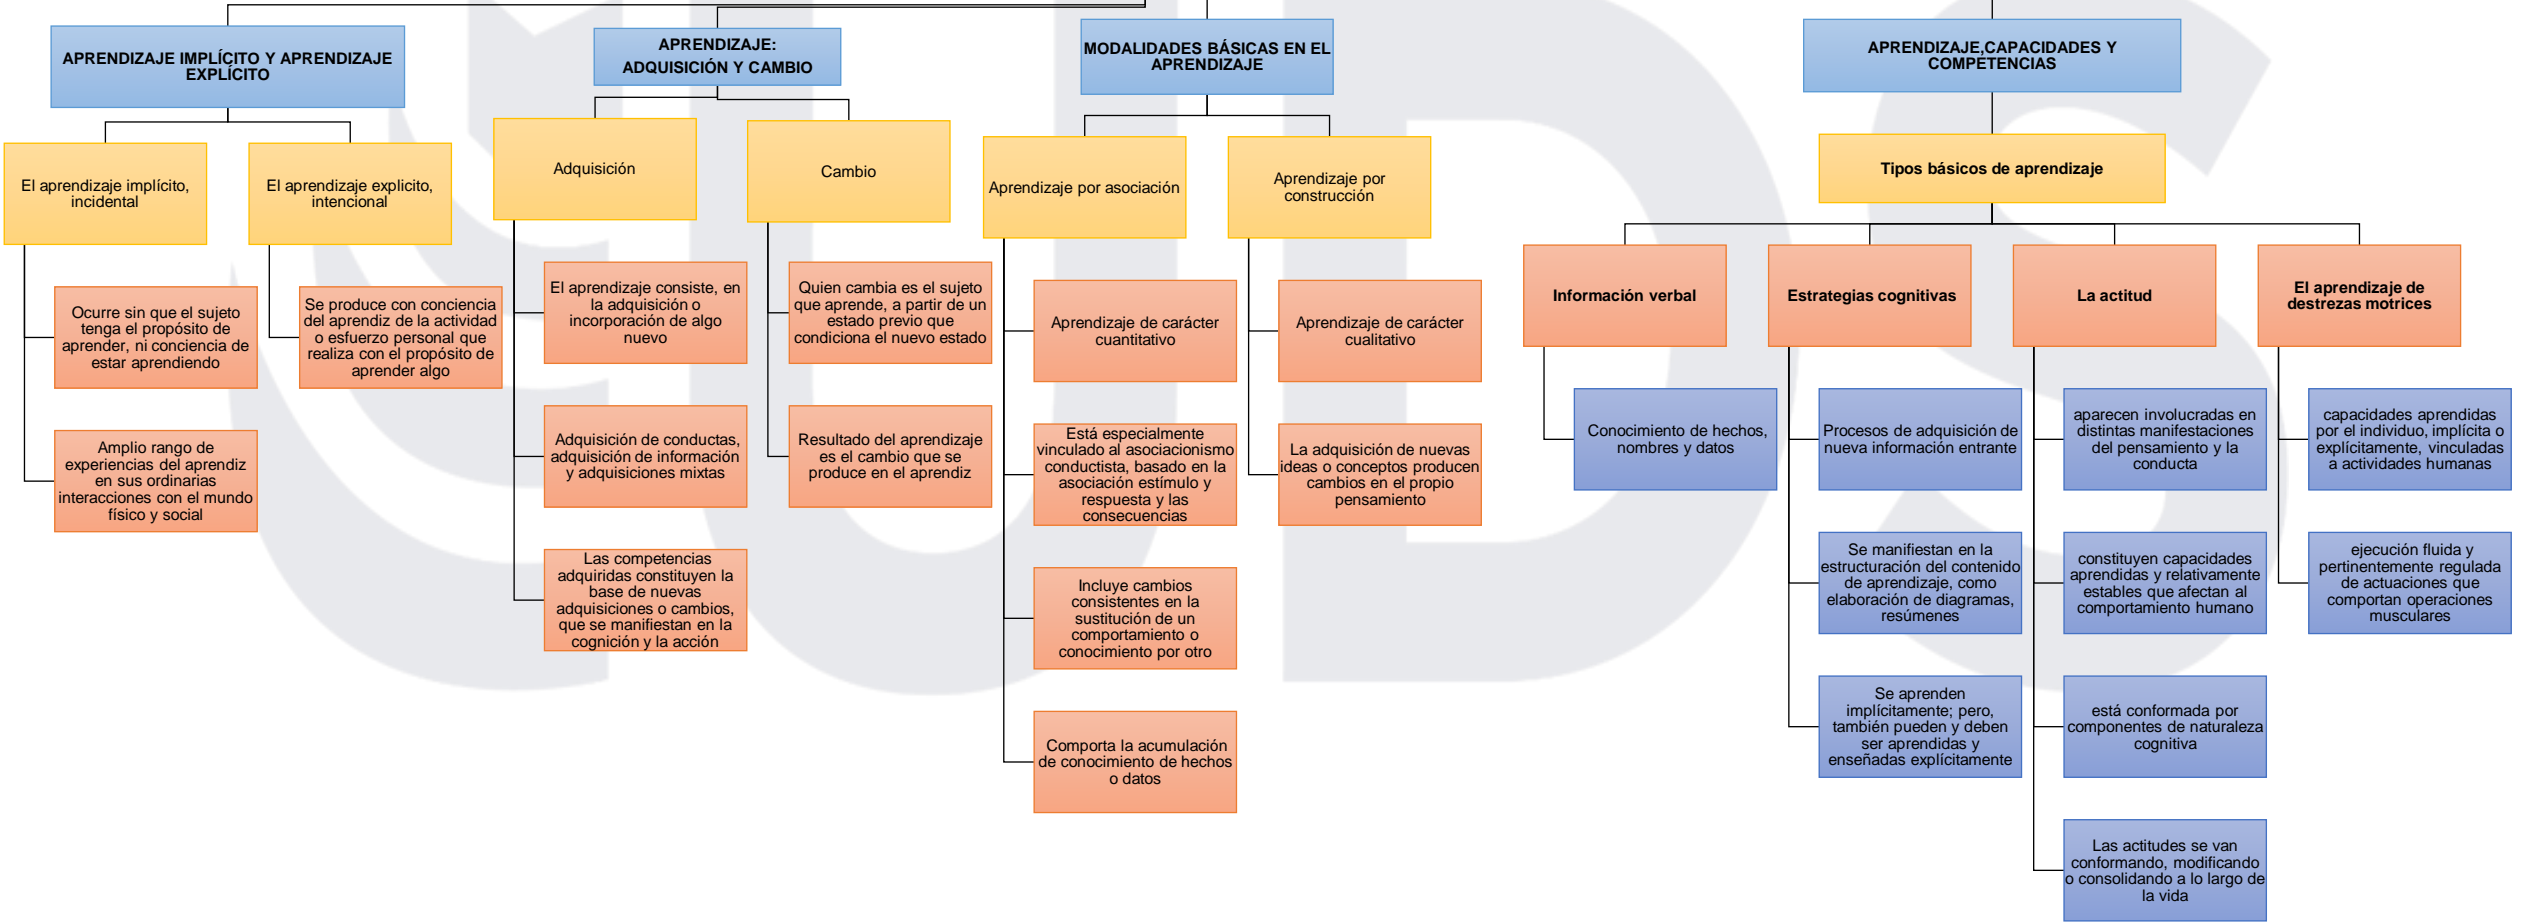 APRENDIZAJE IMPLÍCITO Y APRENDIZAJE
EXPLÍCITO
El aprendizaje implícito,
incidental
Ocurre sin que el sujeto
tenga el propósito de
aprender, ni conciencia de
estar aprendiendo
Amplio rango de
experiencias del aprendiz
en sus ordinarias
interacciones con el mundo
físico y social
El aprendizaje explicito,
intencional
Se produce con conciencia
del aprendiz de la actividad
o esfuerzo personal que
realiza con el propósito de
aprender algo
APRENDIZAJE:
ADQUISICIÓN Y CAMBIO
Adquisición
El aprendizaje consiste, en
la adquisición o
incorporación de algo
nuevo
Adquisición de conductas,
adquisición de información
y adquisiciones mixtas
Las competencias
adquiridas constituyen la
base de nuevas
adquisiciones o cambios,
que se manifiestan en la
cognición y la acción
Cambio
Quien cambia es el sujeto
que aprende, a partir de un
estado previo que
condiciona el nuevo estado
Resultado del aprendizaje
es el cambio que se
produce en el aprendiz
MODALIDADES BÁSICAS EN EL
APRENDIZAJE
Aprendizaje por asociación
Aprendizaje de carácter
cuantitativo
Está especialmente
vinculado al asociacionismo
conductista, basado en la
asociación estímulo y
respuesta y las
consecuencias
Incluye cambios
consistentes en la
sustitución de un
comportamiento o
conocimiento por otro
Comporta la acumulación
de conocimiento de hechos
o datos
Aprendizaje por
construcción
Aprendizaje de carácter
cualitativo
La adquisición de nuevas
ideas o conceptos producen
cambios en el propio
pensamiento
APRENDIZAJE,CAPACIDADES Y
COMPETENCIAS
Tipos básicos de aprendizaje
Información verbal
Conocimiento de hechos,
nombres y datos
Estrategias cognitivas
Procesos de adquisición de
nueva información entrante
Se manifiestan en la
estructuración del contenido
de aprendizaje, como
elaboración de diagramas,
resúmenes
Se aprenden
implícitamente; pero,
también pueden y deben
ser aprendidas y
enseñadas explícitamente
La actitud
aparecen involucradas en
distintas manifestaciones
del pensamiento y la
conducta
constituyen capacidades
aprendidas y relativamente
estables que afectan al
comportamiento humano
está conformada por
componentes de naturaleza
cognitiva
Las actitudes se van
conformando, modificando
o consolidando a lo largo de
la vida
El aprendizaje de
destrezas motrices
capacidades aprendidas
por el individuo, implícita o
explícitamente, vinculadas
a actividades humanas
ejecución fluida y
pertinentemente regulada
de actuaciones que
comportan operaciones
musculares
UDS